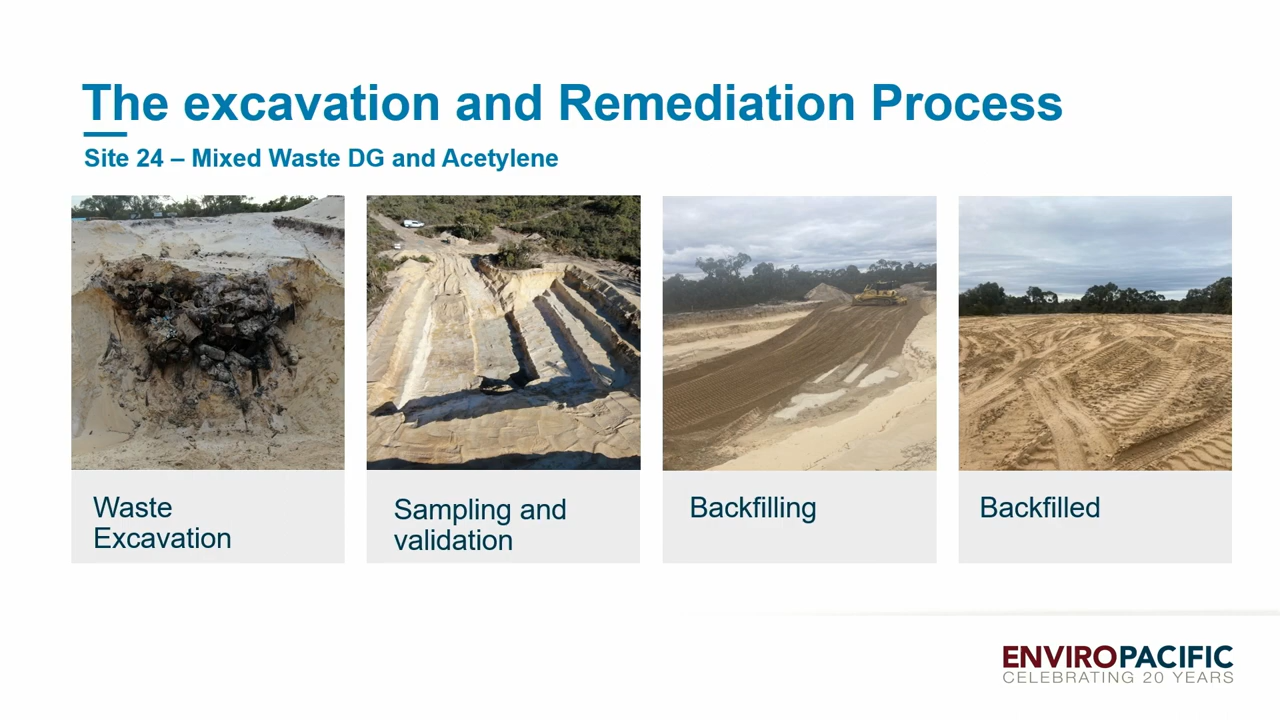 The excavation and Remediation Process
Site 24 – Mixed Waste DG and Acetylene
Waste
Excavation
Sampling and
validation
Backfilling
Backfilled
ENVIROPACIFIC
CELEBRATING 20 YEARS